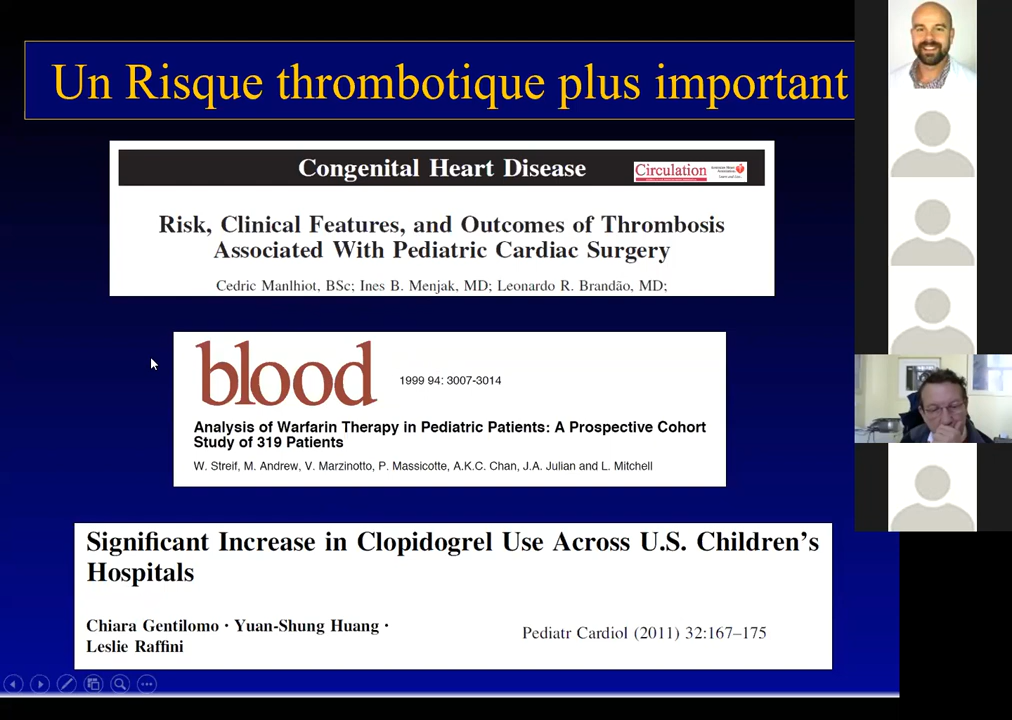 Un Risque thrombotique plus important
Congenital Heart Disease
Circulation
Risk, Clinical Features, and Outcomes of Thrombosis
Associated With Pediatric Cardiac Surgery
Cedric Manlhiot, BSc; Ines B. Menjak, MD; Leonardo R. Brandão, MD;
blood
1999 94: 3007-3014
Analysis of Warfarin Therapy in Pediatric Patients: A Prospective Cohort
Study of 319 Patients
W. Streif, M. Andrew, V. Marzinotto, P. Massicotte, A.K.C. Chan, J.A. Julian and L. Mitchell
Significant Increase in Clopidogrel Use Across U.S. Children's
Hospitals
Chiara Gentilomo · Yuan-Shung Huang ·
Leslie Raffini
Pediatr Cardiol (2011) 32:167–175